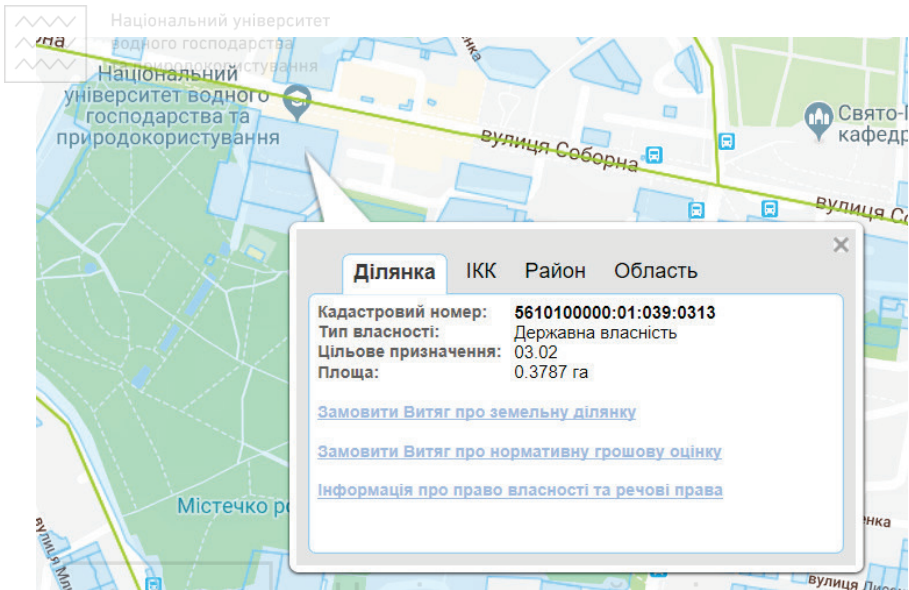 Національний університет
водного господарства
та природокористування
Національний
університет водного
господарства та
природокористування
вулиця Соборна
Свято-П
кафедр
вулиця Со
Ділянка ІКК Район Область
Кадастровий номер: 5610100000:01:039:0313
Тип власності: Державна власність
Цільове призначення: 03.02
Площа: 0.3787 га
Замовити Витяг про земельну ділянку
Замовити Витяг про нормативну грошову оцінку
Інформація про право власності та речові права
Містечко ро
енка
вулиця